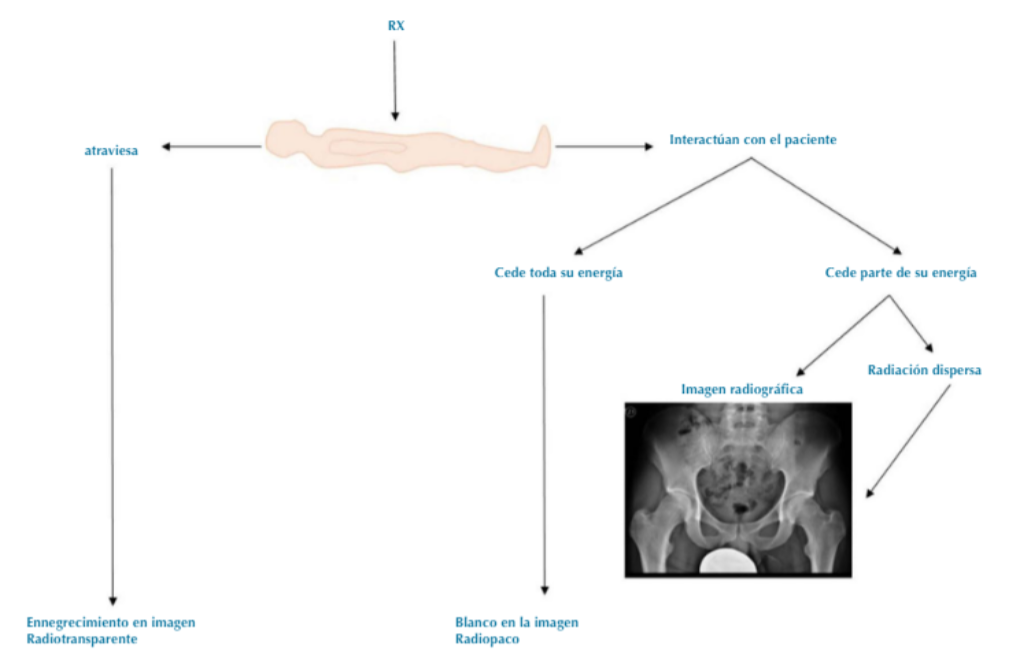 RX
atraviesa
Interactúan con el paciente
Cede toda su energía
Cede parte de su energía
Radiación dispersa
Imagen radiográfica
Ennegrecimiento en imagen
Radiotransparente
Blanco en la imagen
Radiopaco